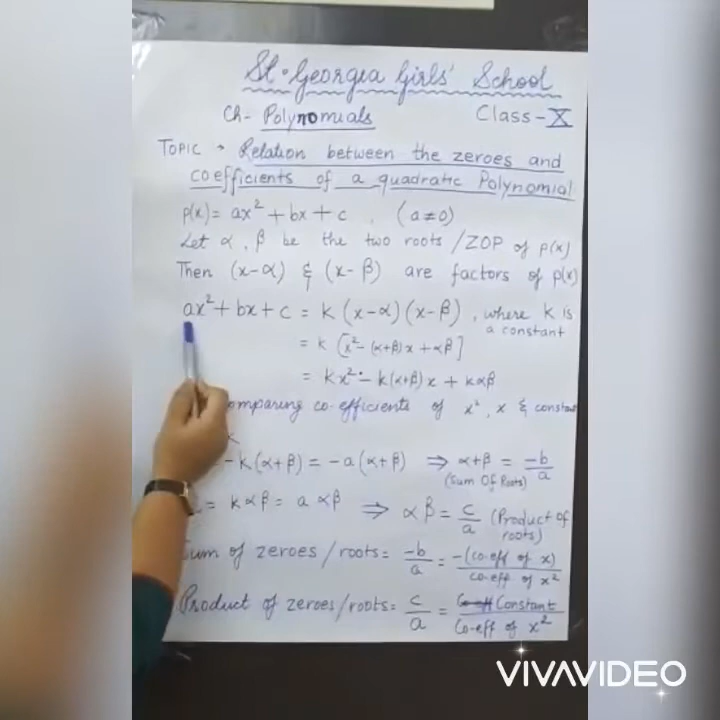 St. Georgea Girls' School
Ch- Polynomials Class-X
TOPIC → Relation between the zeroes and
coefficients of a quadratic Polynomial
p(x) = ax² + bx + c , (a≠0)
Let α, β be the two roots /ZOP of p(x)
Then (x-α) & (x-β) are factors of p(x)
ax² + bx + c = k (x-α)(x-β), where k is
a constant
= k [x² - (α+β)x + αβ]
= kx² - k(α+β)x + kαβ
omparing co-efficients of x², x & constan
k
-k(α+β) = -a(α+β) ⇒ α+β = -b/a
(Sum Of Roots)
= kαβ = aαβ ⇒ αβ = c/a (Product of
roots)
Sum of zeroes/roots = -b/a = -(co-eff of x)/co-eff of x²
Product of zeroes/roots = c/a = Constant/Co-eff of x²
VIVAVIDEO